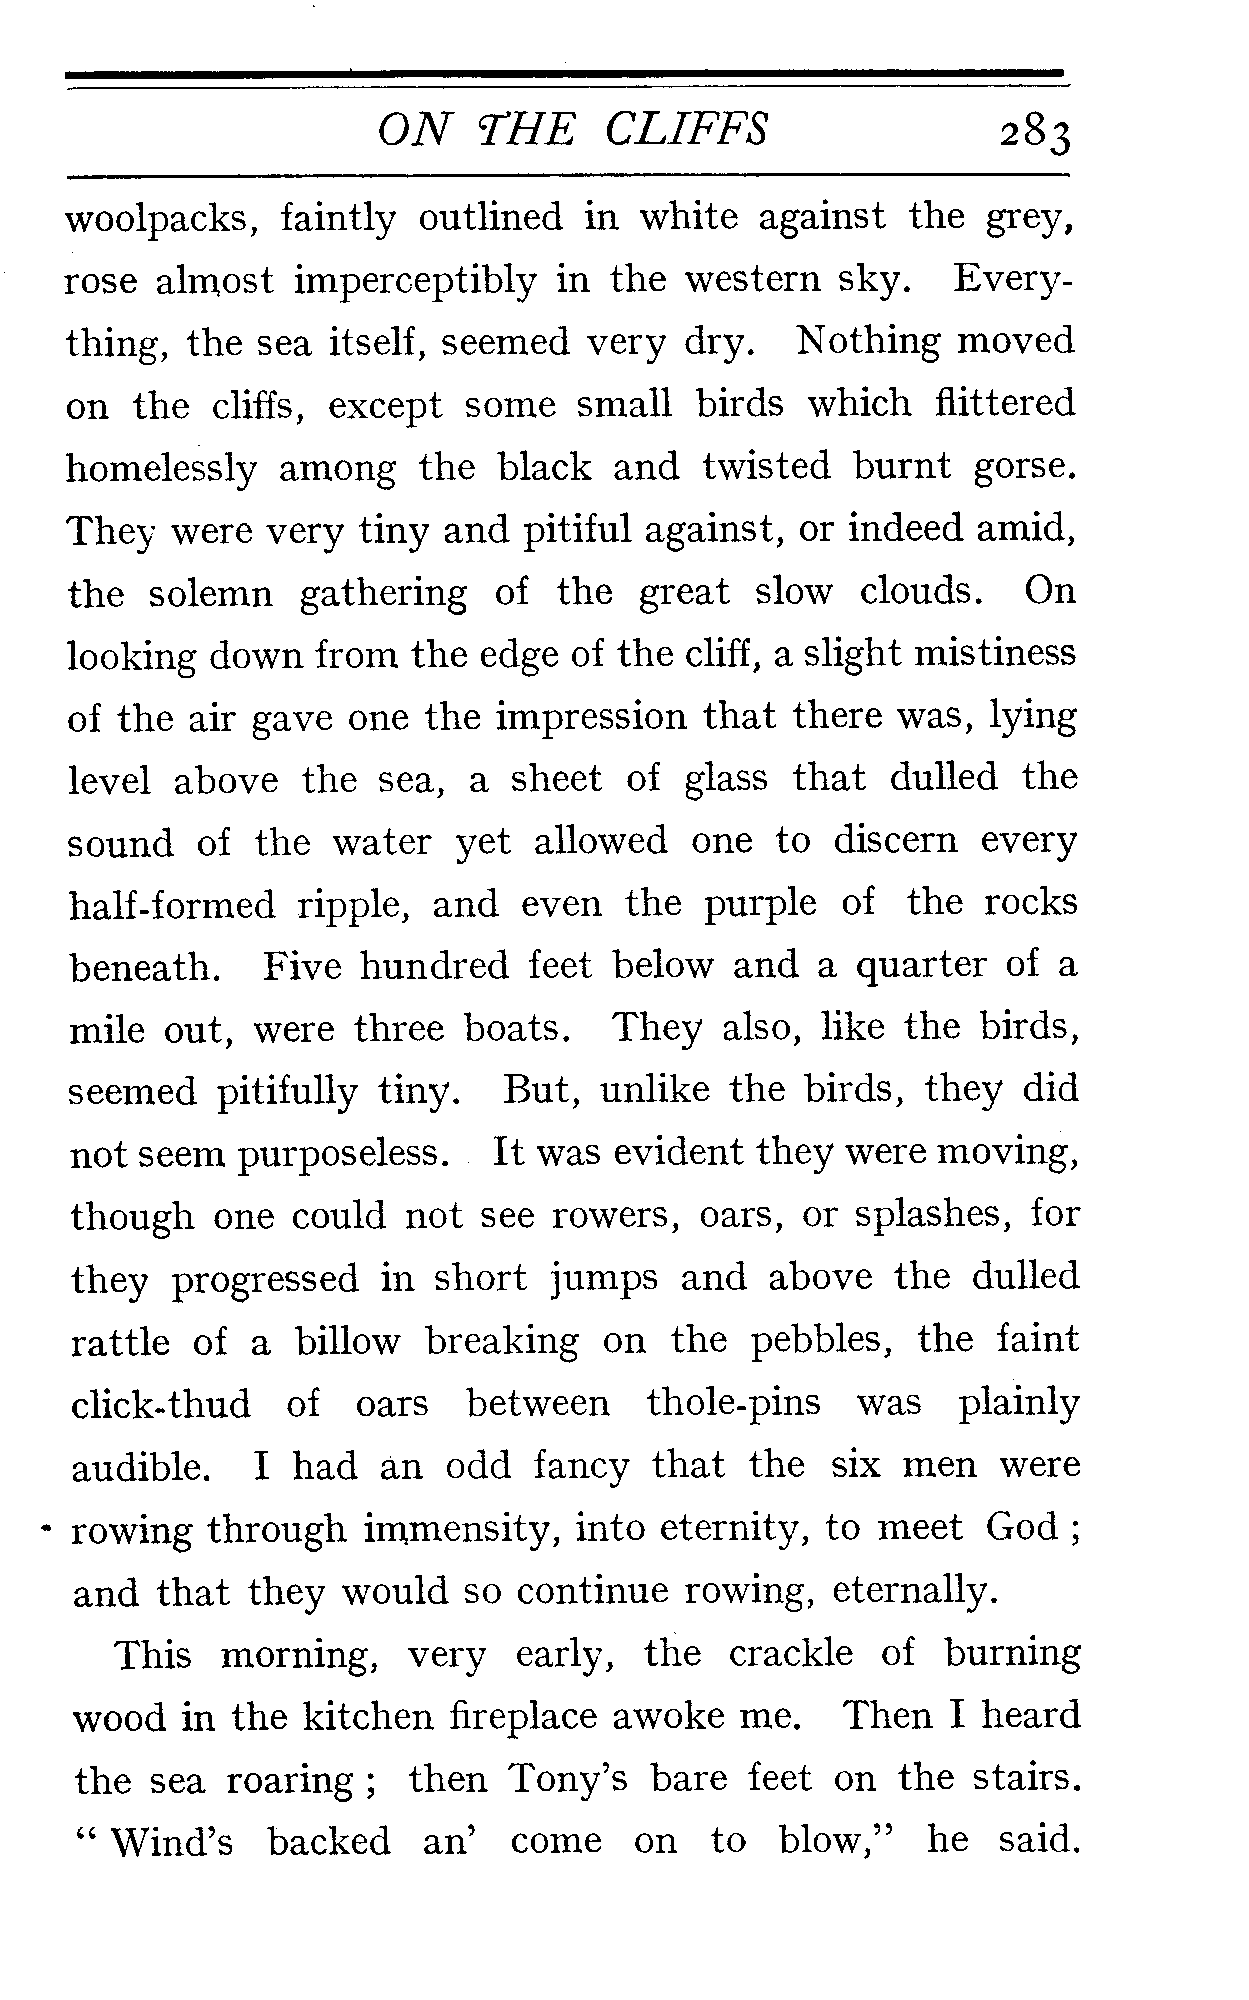 ON THE CLIFFS 283
woolpacks, faintly outlined in white against the grey,
rose almost imperceptibly in the western sky. Every-
thing, the sea itself, seemed very dry. Nothing moved
on the cliffs, except some small birds which flittered
homelessly among the black and twisted burnt gorse.
They were very tiny and pitiful against, or indeed amid,
the solemn gathering of the great slow clouds. On
looking down from the edge of the cliff, a slight mistiness
of the air gave one the impression that there was, lying
level above the sea, a sheet of glass that dulled the
sound of the water yet allowed one to discern every
half-formed ripple, and even the purple of the rocks
beneath. Five hundred feet below and a quarter of a
mile out, were three boats. They also, like the birds,
seemed pitifully tiny. But, unlike the birds, they did
not seem purposeless. It was evident they were moving,
though one could not see rowers, oars, or splashes, for
they progressed in short jumps and above the dulled
rattle of a billow breaking on the pebbles, the faint
click-thud of oars between thole-pins was plainly
audible. I had an odd fancy that the six men were
rowing through immensity, into eternity, to meet God ;
and that they would so continue rowing, eternally.
This morning, very early, the crackle of burning
wood in the kitchen fireplace awoke me. Then I heard
the sea roaring ; then Tony's bare feet on the stairs.
“ Wind's backed an' come on to blow,” he said.